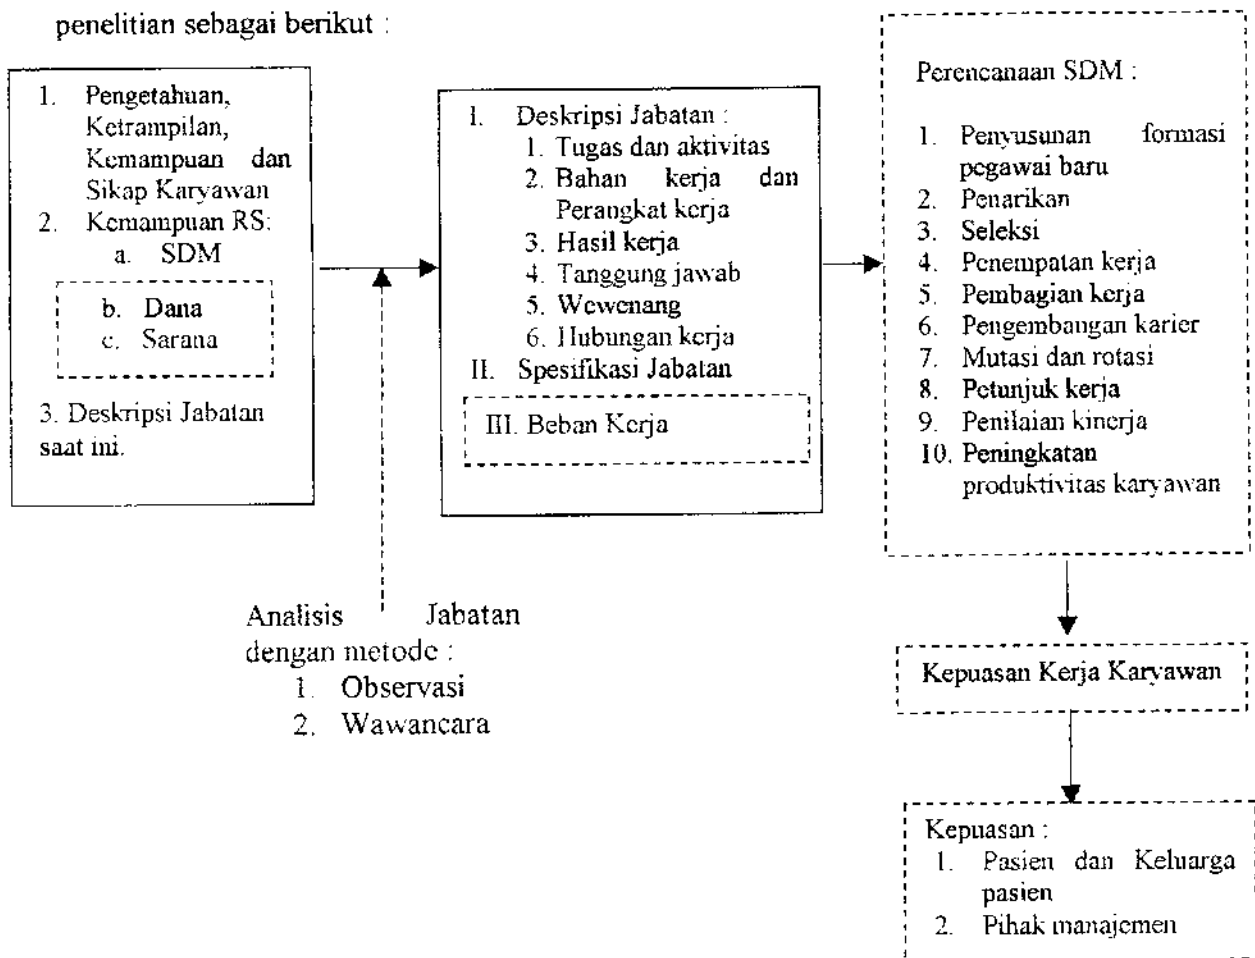 penelitian sebagai berikut :
1. Pengetahuan,
Ketrampilan,
Kemampuan dan
Sikap Karyawan
2. Kemampuan RS:
a. SDM
b. Dana
c. Sarana
3. Deskripsi Jabatan
saat ini.
I. Deskripsi Jabatan :
1. Tugas dan aktivitas
2. Bahan kerja dan
Perangkat kerja
3. Hasil kerja
4. Tanggung jawab
5. Wewenang
6. Hubungan kerja
II. Spesifikasi Jabatan
III. Beban Kerja
Analisis Jabatan
dengan metode :
1. Observasi
2. Wawancara
Perencanaan SDM :
1. Penyusunan formasi
pegawai baru
2. Penarikan
3. Seleksi
4. Penempatan kerja
5. Pembagian kerja
6. Pengembangan karier
7. Mutasi dan rotasi
8. Petunjuk kerja
9. Penilaian kinerja
10. Peningkatan
produktivitas karyawan
Kepuasan Kerja Karyawan
Kepuasan :
1. Pasien dan Keluarga
pasien
2. Pihak manajemen